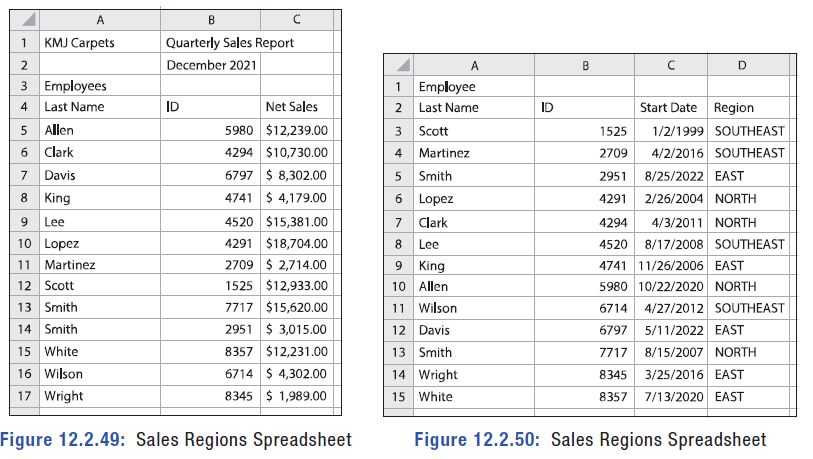 A B C
1 KMJ Carpets Quarterly Sales Report
2 December 2021
3 Employees
4 Last Name ID Net Sales
5 Allen 5980 $12,239.00
6 Clark 4294 $10,730.00
7 Davis 6797 $ 8,302.00
8 King 4741 $ 4,179.00
9 Lee 4520 $15,381.00
10 Lopez 4291 $18,704.00
11 Martinez 2709 $ 2,714.00
12 Scott 1525 $12,933.00
13 Smith 7717 $15,620.00
14 Smith 2951 $ 3,015.00
15 White 8357 $12,231.00
16 Wilson 6714 $ 4,302.00
17 Wright 8345 $ 1,989.00
Figure 12.2.49: Sales Regions Spreadsheet
A B C D
1 Employee
2 Last Name ID Start Date Region
3 Scott 1525 1/2/1999 SOUTHEAST
4 Martinez 2709 4/2/2016 SOUTHEAST
5 Smith 2951 8/25/2022 EAST
6 Lopez 4291 2/26/2004 NORTH
7 Clark 4294 4/3/2011 NORTH
8 Lee 4520 8/17/2008 SOUTHEAST
9 King 4741 11/26/2006 EAST
10 Allen 5980 10/22/2020 NORTH
11 Wilson 6714 4/27/2012 SOUTHEAST
12 Davis 6797 5/11/2022 EAST
13 Smith 7717 8/15/2007 NORTH
14 Wright 8345 3/25/2016 EAST
15 White 8357 7/13/2020 EAST
Figure 12.2.50: Sales Regions Spreadsheet